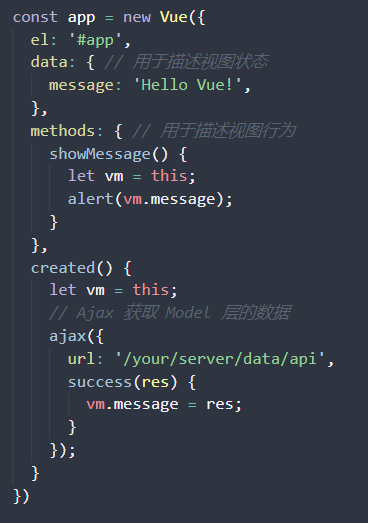 const app = new Vue({
  el: '#app',
  data: { // 用于描述视图状态
    message: 'Hello Vue!',
  },
  methods: { // 用于描述视图行为
    showMessage() {
      let vm = this;
      alert(vm.message);
    }
  },
  created() {
    let vm = this;
    // Ajax 获取 Model 层的数据
    ajax({
      url: '/your/server/data/api',
      success(res) {
        vm.message = res;
      }
    });
  }
})